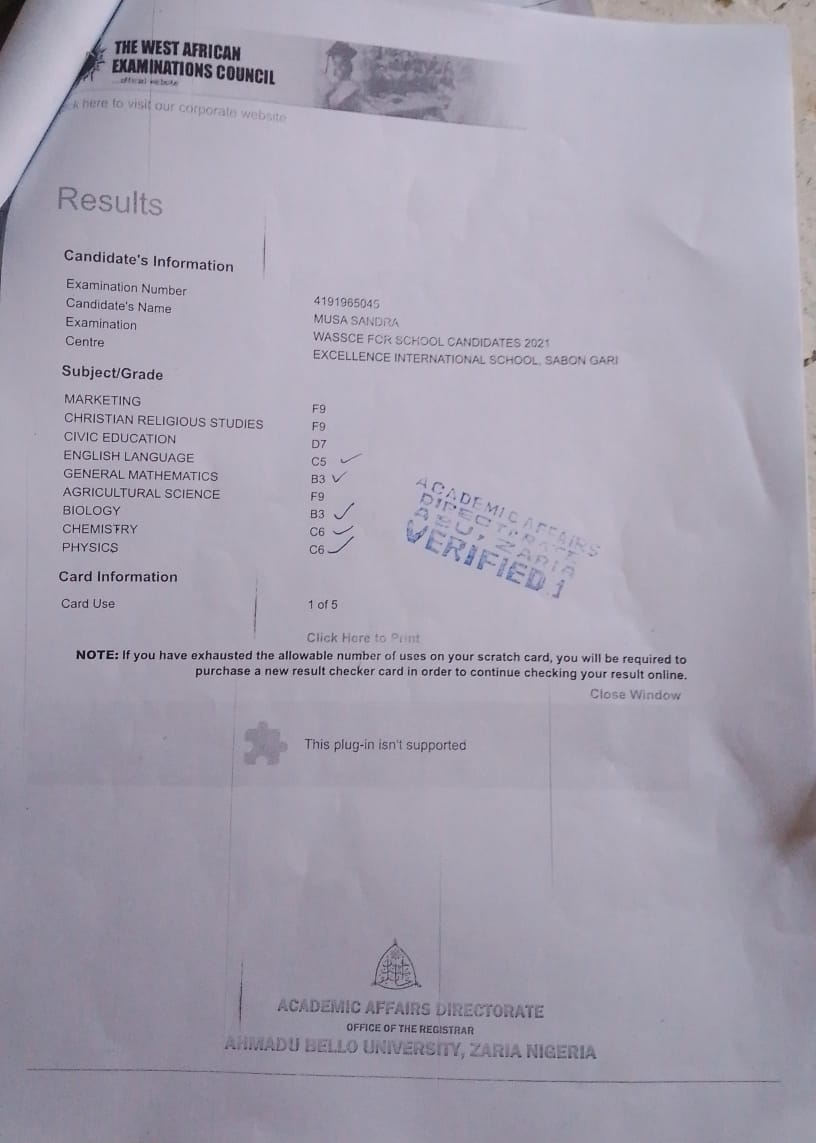 THE WEST AFRICAN
EXAMINATIONS COUNCIL
official website
k here to visit our corporate website
Results
Candidate's Information
Examination Number 4191965045
Candidate's Name MUSA SANDRA
Examination WASSCE FOR SCHOOL CANDIDATES 2021
Centre EXCELLENCE INTERNATIONAL SCHOOL, SABON GARI
Subject/Grade
MARKETING F9
CHRISTIAN RELIGIOUS STUDIES F9
CIVIC EDUCATION D7
ENGLISH LANGUAGE C5
GENERAL MATHEMATICS B3
AGRICULTURAL SCIENCE F9
BIOLOGY B3
CHEMISTRY C6
PHYSICS C6
ACADEMIC AFFAIRS
DIRECTORATE
ABU, ZARIA
VERIFIED 1
Card Information
Card Use 1 of 5
Click Here to Print
NOTE: If you have exhausted the allowable number of uses on your scratch card, you will be required to
purchase a new result checker card in order to continue checking your result online.
Close Window
This plug-in isn't supported
ACADEMIC AFFAIRS DIRECTORATE
OFFICE OF THE REGISTRAR
AHMADU BELLO UNIVERSITY, ZARIA NIGERIA